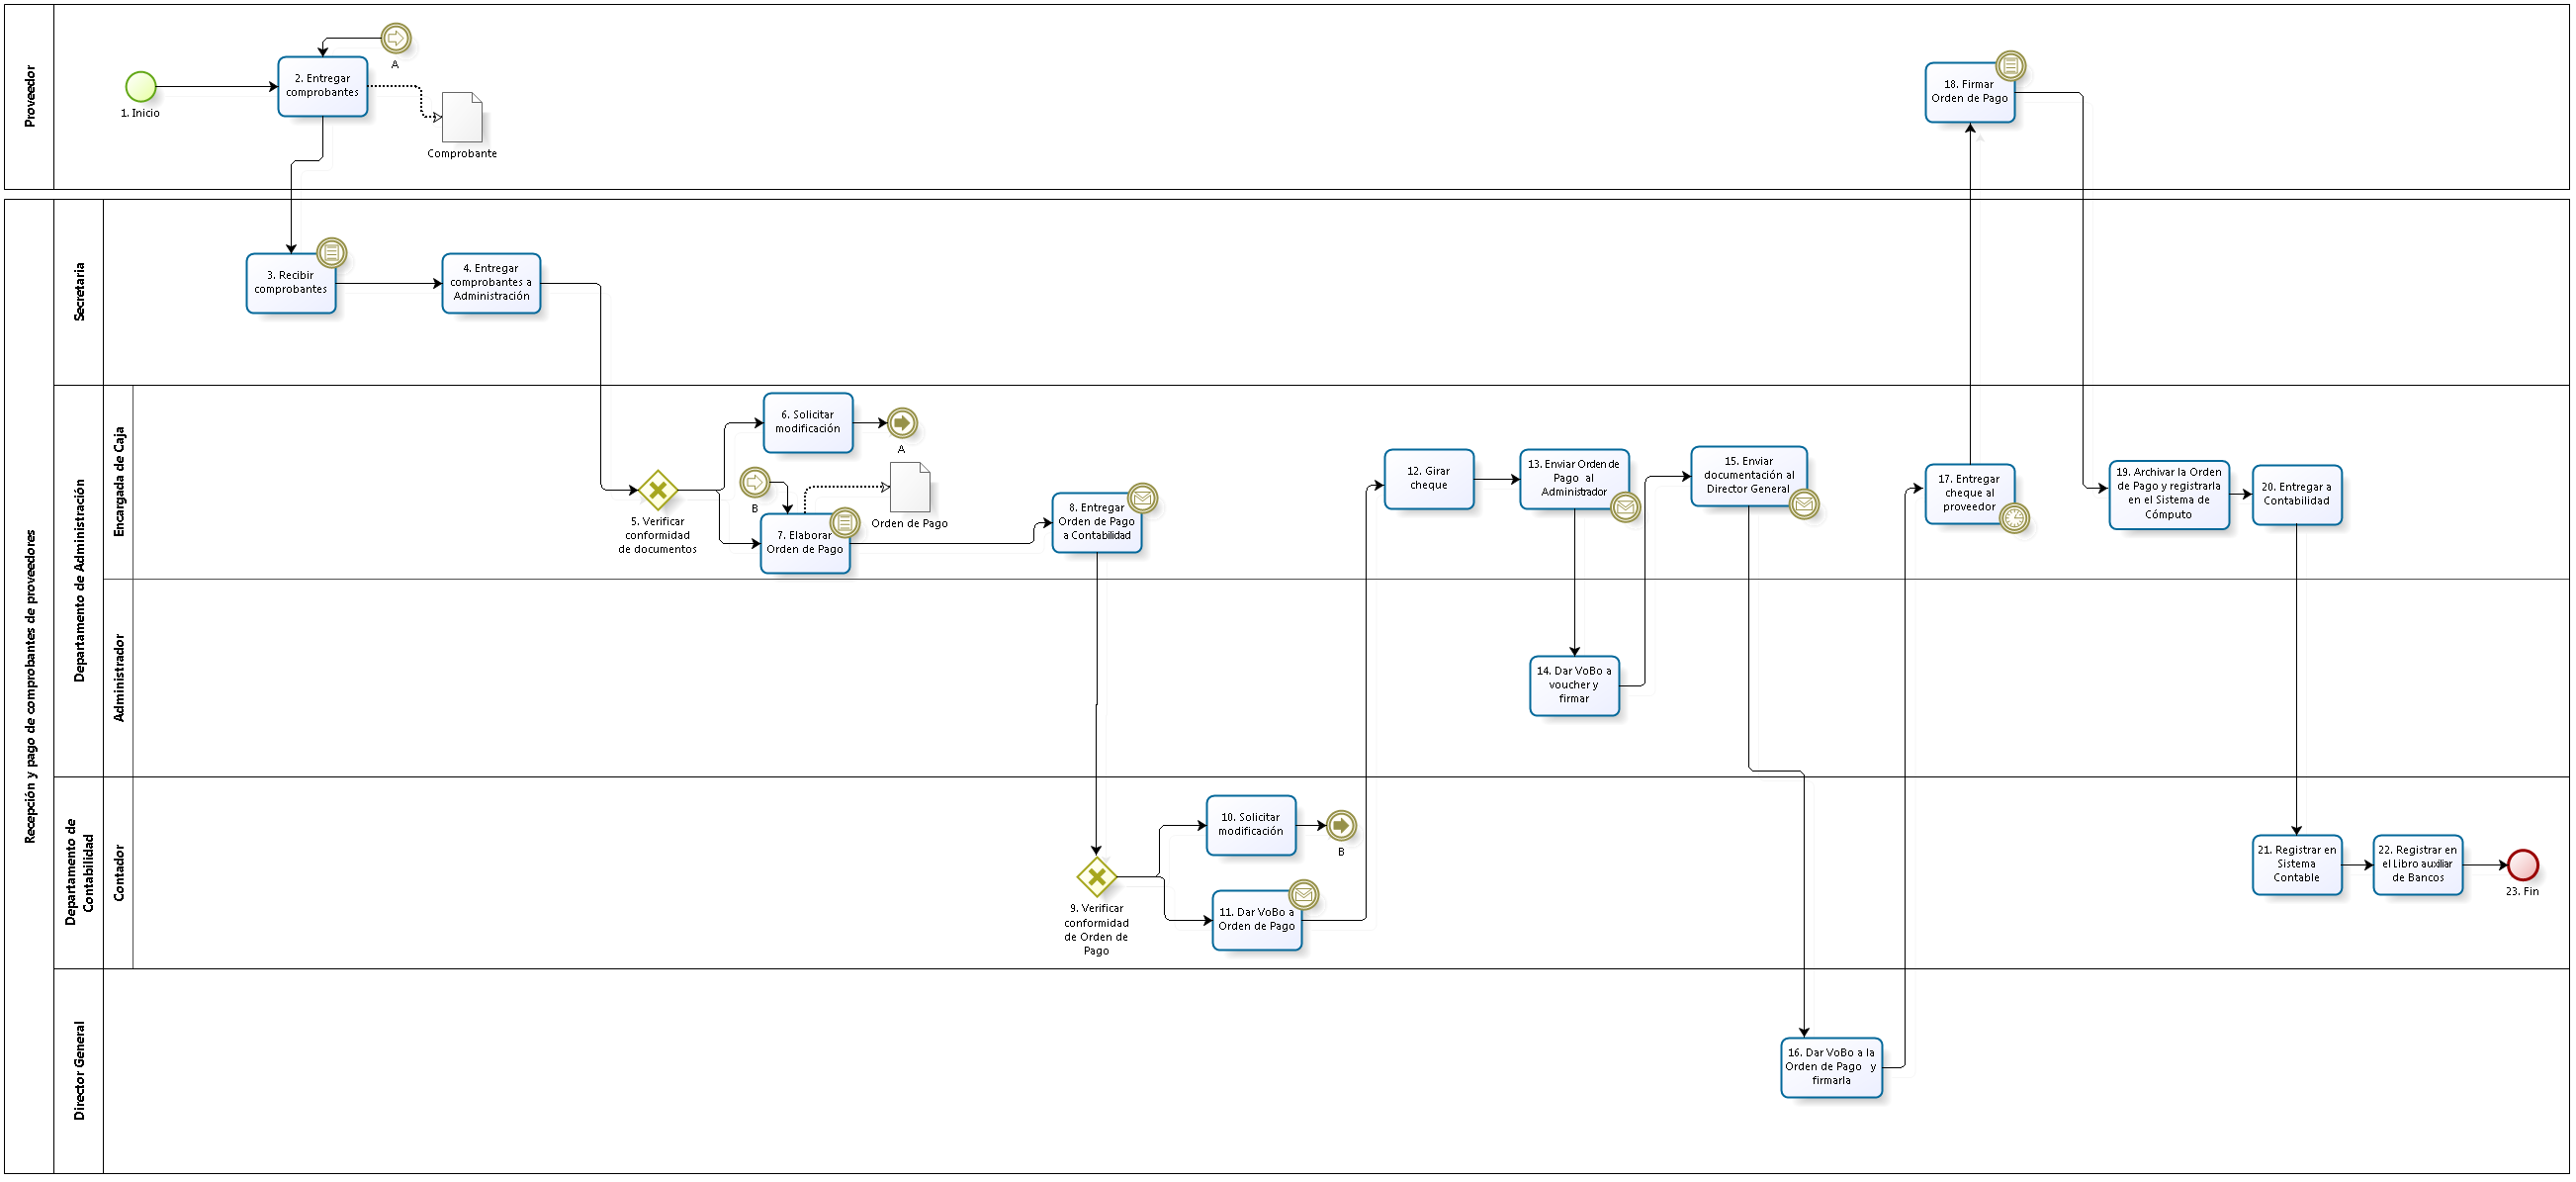 Proveedor
A
2. Entregar
comprobantes
1. Inicio
Comprobante
18. Firmar
Orden de Pago
Recepción y pago de comprobantes de proveedores
Secretaria
3. Recibir
comprobantes
4. Entregar
comprobantes a
Administración
Departamento de Administración
Encargada de Caja
6. Solicitar
modificación
A
5. Verificar
conformidad
de documentos
B
7. Elaborar
Orden de Pago
Orden de Pago
8. Entregar
Orden de Pago
a Contabilidad
12. Girar
cheque
13. Enviar Orden de
Pago al
Administrador
15. Enviar
documentación al
Director General
17. Entregar
cheque al
proveedor
19. Archivar la Orden
de Pago y registrarla
en el Sistema de
Cómputo
20. Entregar a
Contabilidad
Administrador
14. Dar VoBo a
voucher y
firmar
Departamento de
Contabilidad
Contador
9. Verificar
conformidad
de Orden de
Pago
10. Solicitar
modificación
B
11. Dar VoBo a
Orden de Pago
21. Registrar en
Sistema
Contable
22. Registrar en
el Libro auxiliar
de Bancos
23. Fin
Director General
16. Dar VoBo a la
Orden de Pago y
firmarla